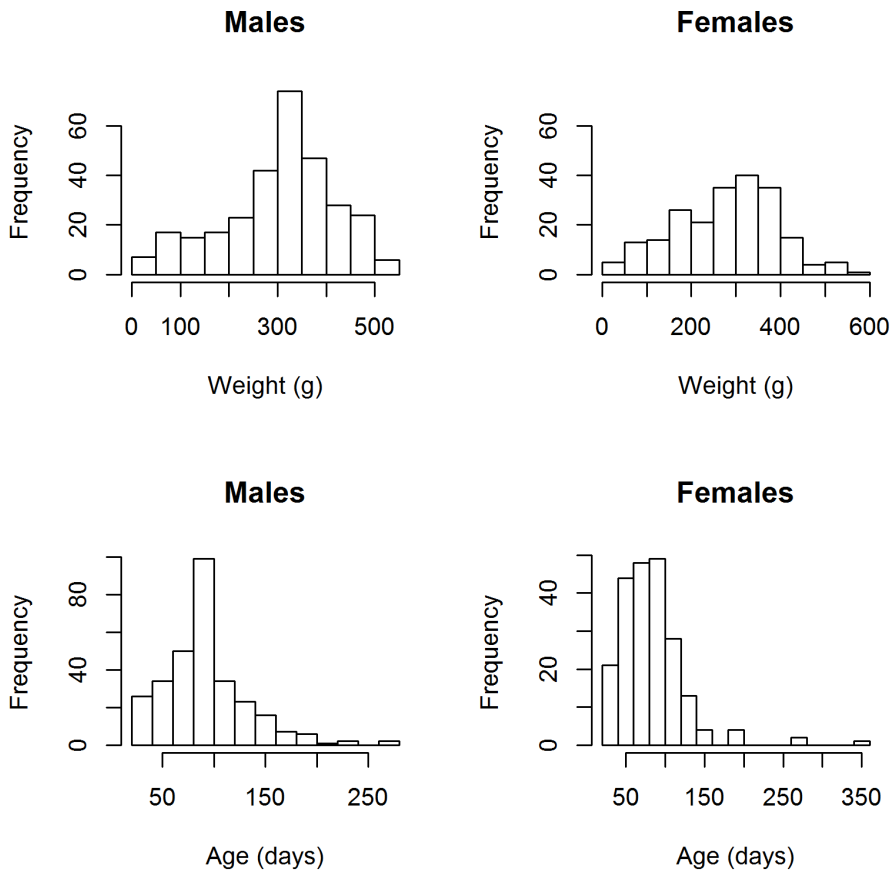 Males
Females
Frequency
0 20 40 60
0 100 300 500
Weight (g)
Frequency
0 20 40 60
0 200 400 600
Weight (g)
Males
Females
Frequency
0 40 80
50 150 250
Age (days)
Frequency
0 20 40
50 150 250 350
Age (days)